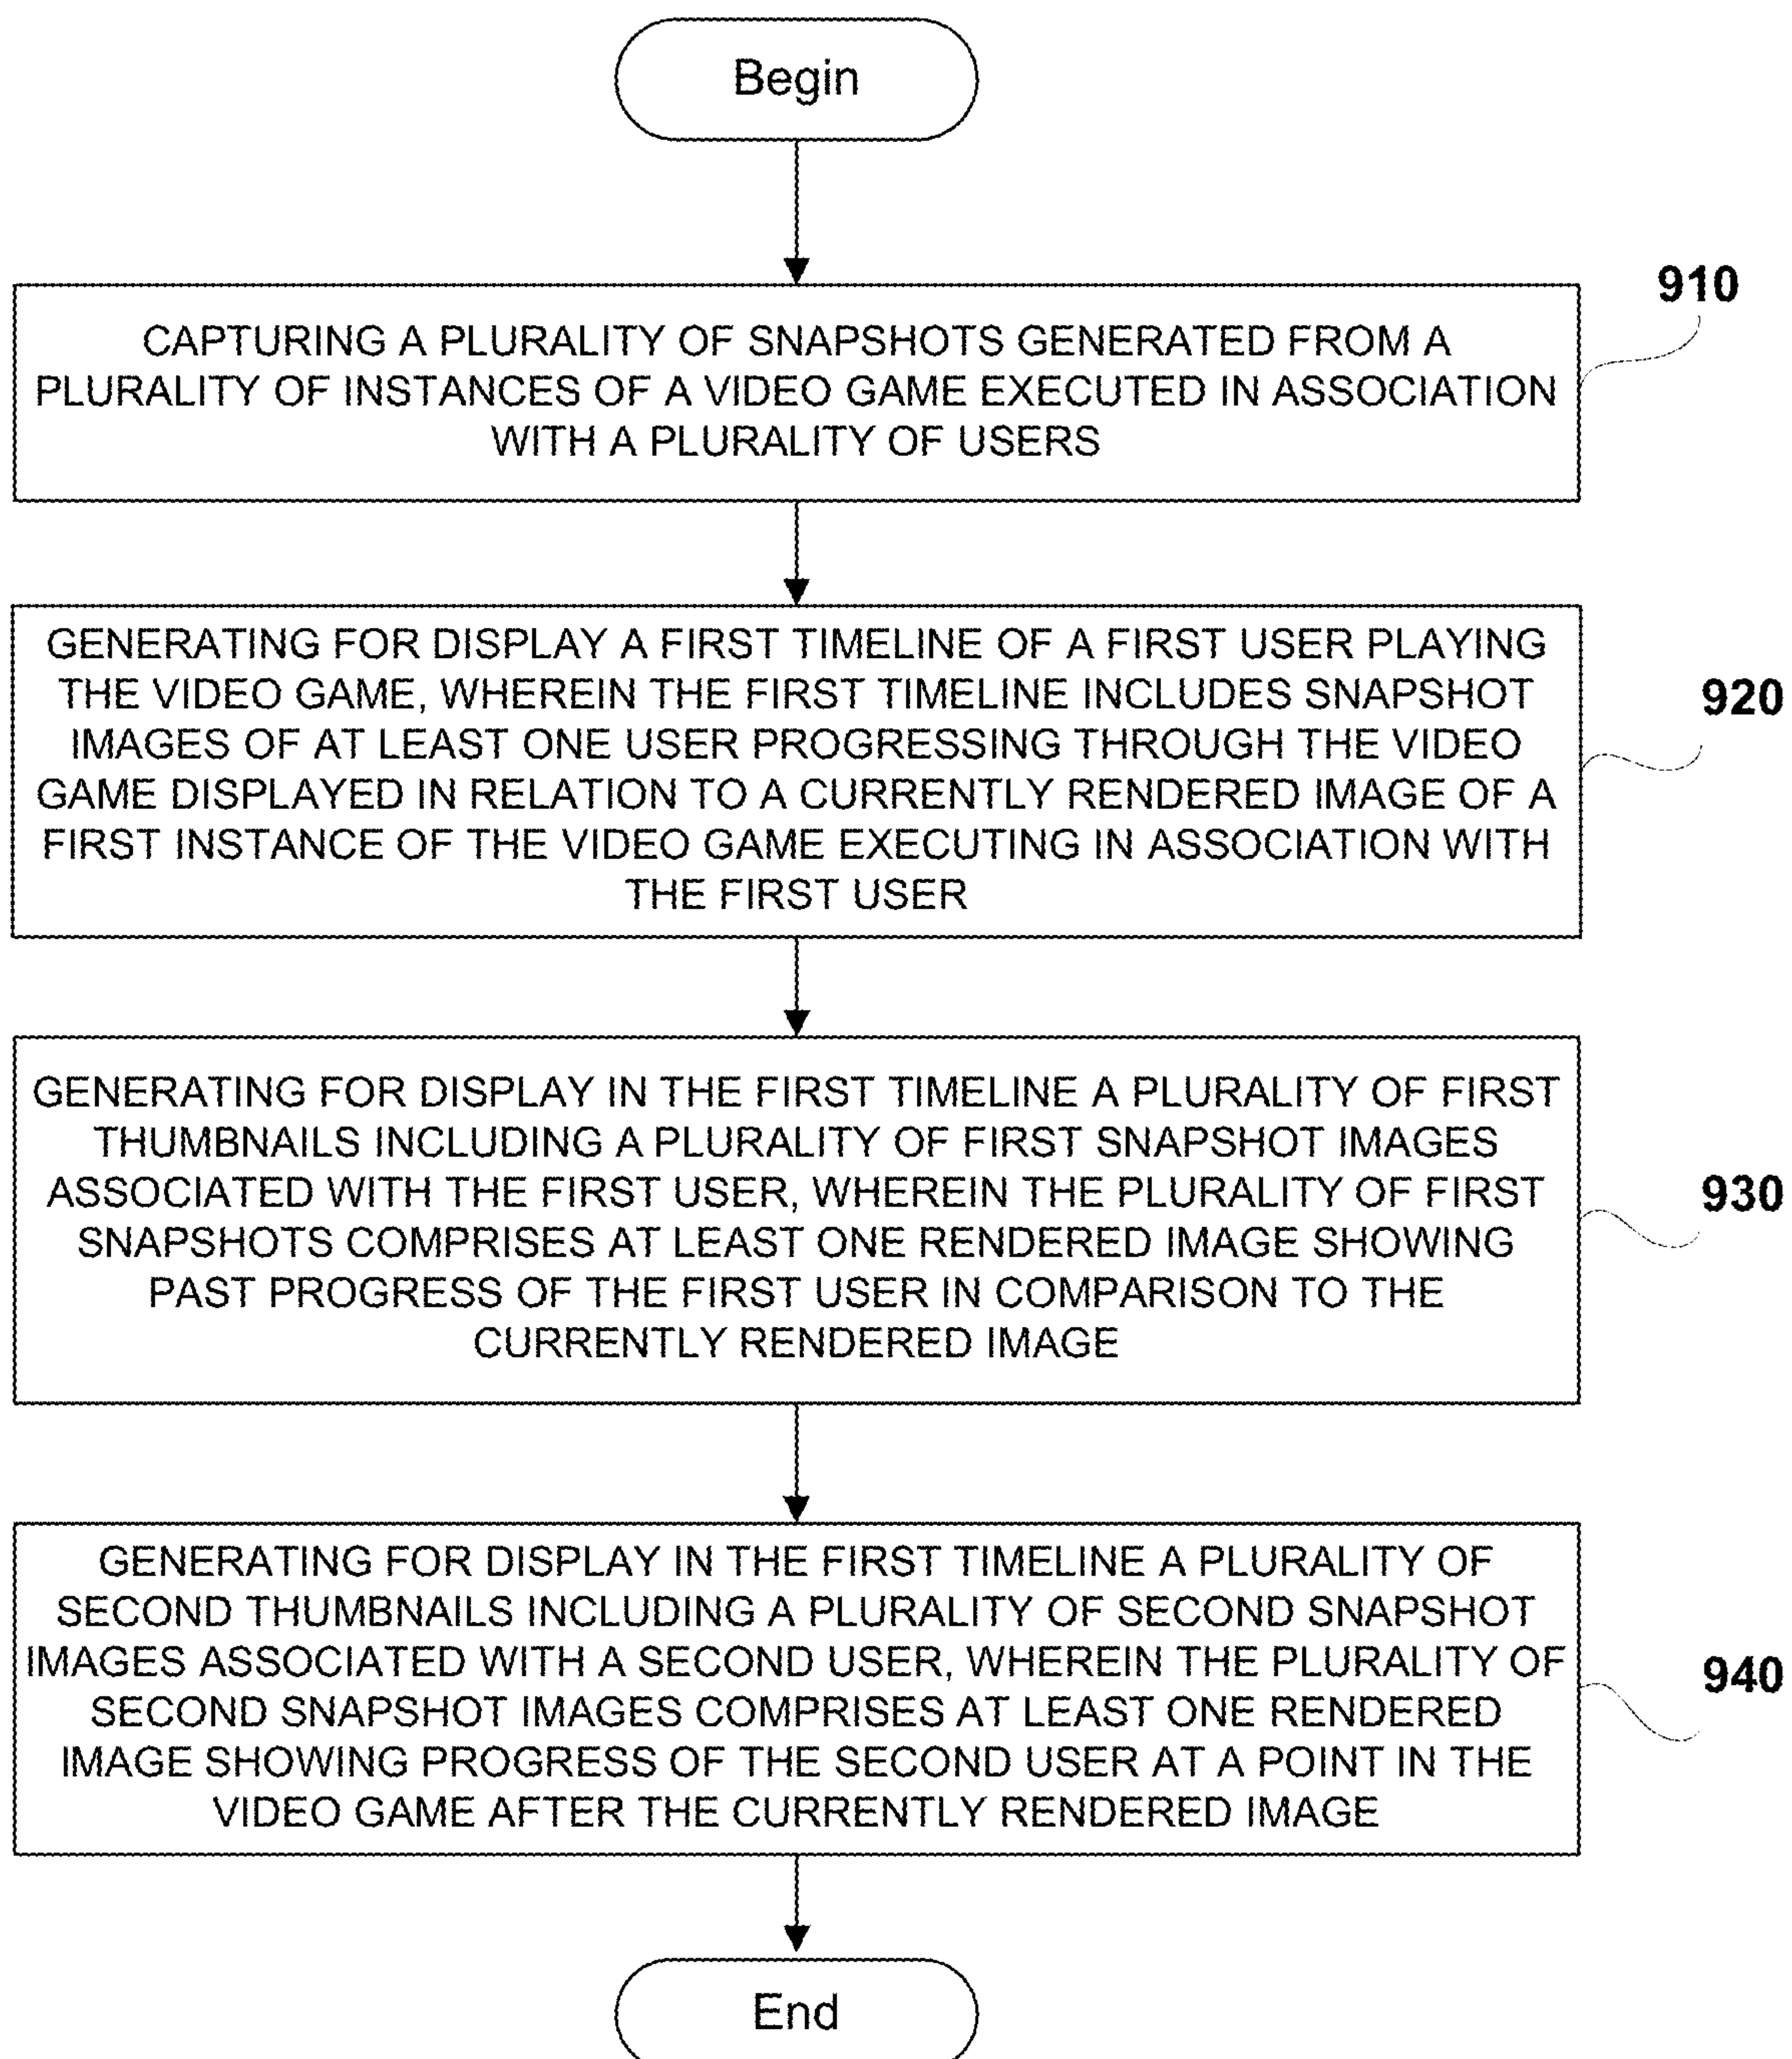 Begin
910
CAPTURING A PLURALITY OF SNAPSHOTS GENERATED FROM A
PLURALITY OF INSTANCES OF A VIDEO GAME EXECUTED IN ASSOCIATION
WITH A PLURALITY OF USERS
GENERATING FOR DISPLAY A FIRST TIMELINE OF A FIRST USER PLAYING
THE VIDEO GAME, WHEREIN THE FIRST TIMELINE INCLUDES SNAPSHOT
920
IMAGES OF AT LEAST ONE USER PROGRESSING THROUGH THE VIDEO
GAME DISPLAYED IN RELATION TO A CURRENTLY RENDERED IMAGE OF A
FIRST INSTANCE OF THE VIDEO GAME EXECUTING IN ASSOCIATION WITH
THE FIRST USER
GENERATING FOR DISPLAY IN THE FIRST TIMELINE A PLURALITY OF FIRST
THUMBNAILS INCLUDING A PLURALITY OF FIRST SNAPSHOT IMAGES
ASSOCIATED WITH THE FIRST USER, WHEREIN THE PLURALITY OF FIRST
930
SNAPSHOTS COMPRISES AT LEAST ONE RENDERED IMAGE SHOWING
PAST PROGRESS OF THE FIRST USER IN COMPARISON TO THE
CURRENTLY RENDERED IMAGE
GENERATING FOR DISPLAY IN THE FIRST TIMELINE A PLURALITY OF
SECOND THUMBNAILS INCLUDING A PLURALITY OF SECOND SNAPSHOT
IMAGES ASSOCIATED WITH A SECOND USER, WHEREIN THE PLURALITY OF
940
SECOND SNAPSHOT IMAGES COMPRISES AT LEAST ONE RENDERED
IMAGE SHOWING PROGRESS OF THE SECOND USER AT A POINT IN THE
VIDEO GAME AFTER THE CURRENTLY RENDERED IMAGE
End